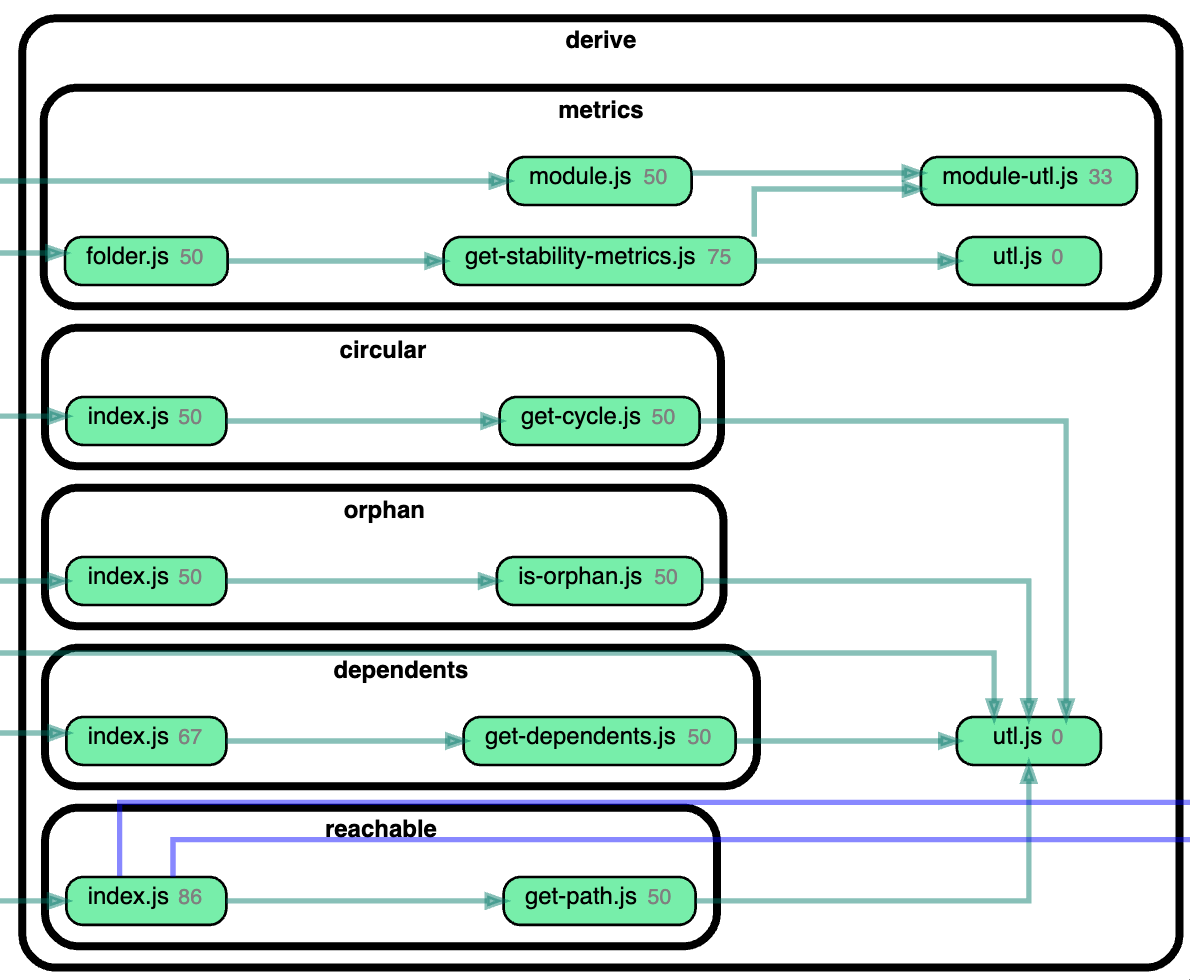 derive
metrics
module.js 50
module-utl.js 33
folder.js 50
get-stability-metrics.js 75
utl.js 0
circular
index.js 50
get-cycle.js 50
orphan
index.js 50
is-orphan.js 50
dependents
index.js 67
get-dependents.js 50
utl.js 0
reachable
index.js 86
get-path.js 50